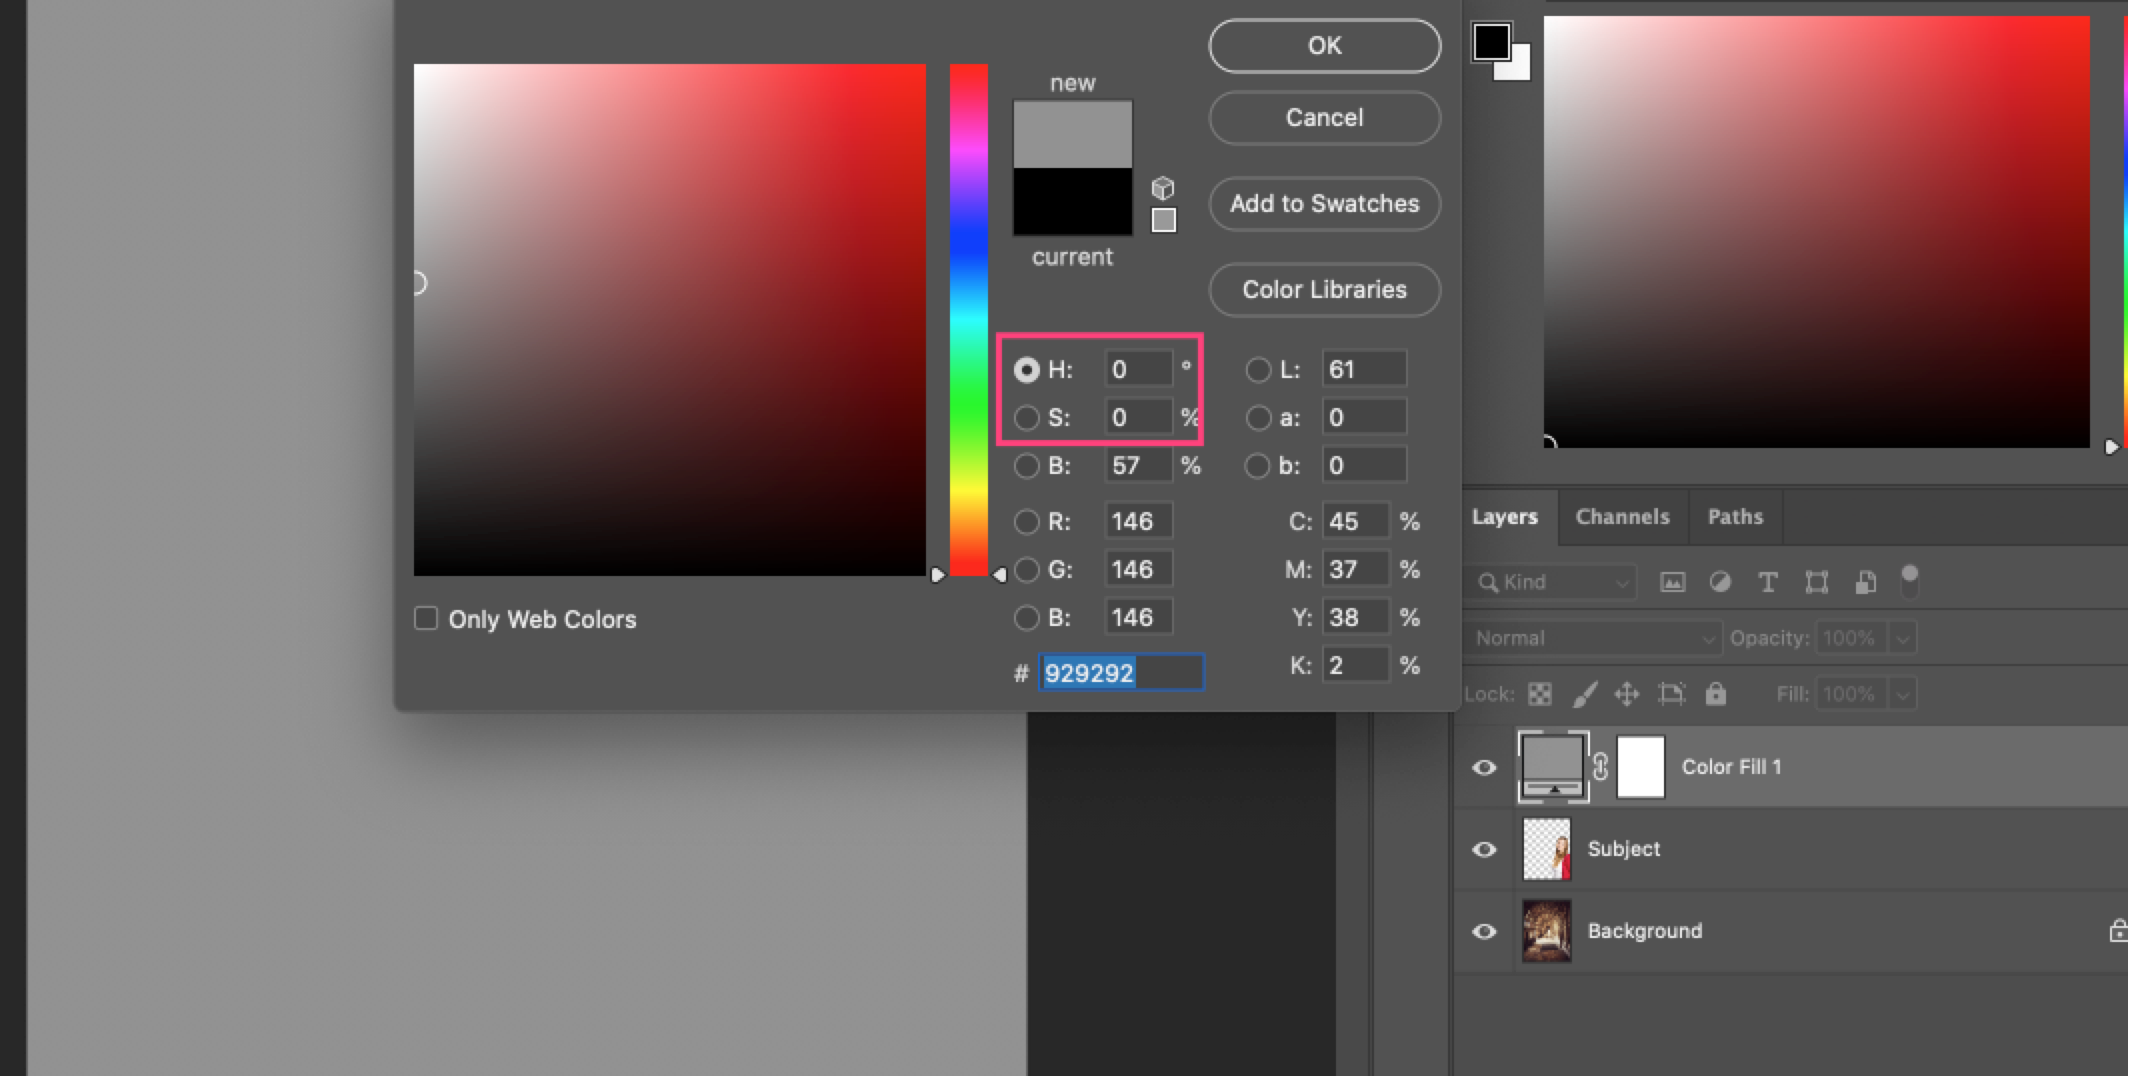 OK
new
Cancel
Add to Swatches
current
Color Libraries
H: 0 °
L: 61
S: 0 %
a: 0
B: 57 %
b: 0
R: 146
C: 45 %
G: 146
M: 37 %
B: 146
Y: 38 %
# 929292
K: 2 %
Only Web Colors
Layers Channels Paths
Kind
Normal Opacity: 100%
Lock: Fill: 100%
Color Fill 1
Subject
Background